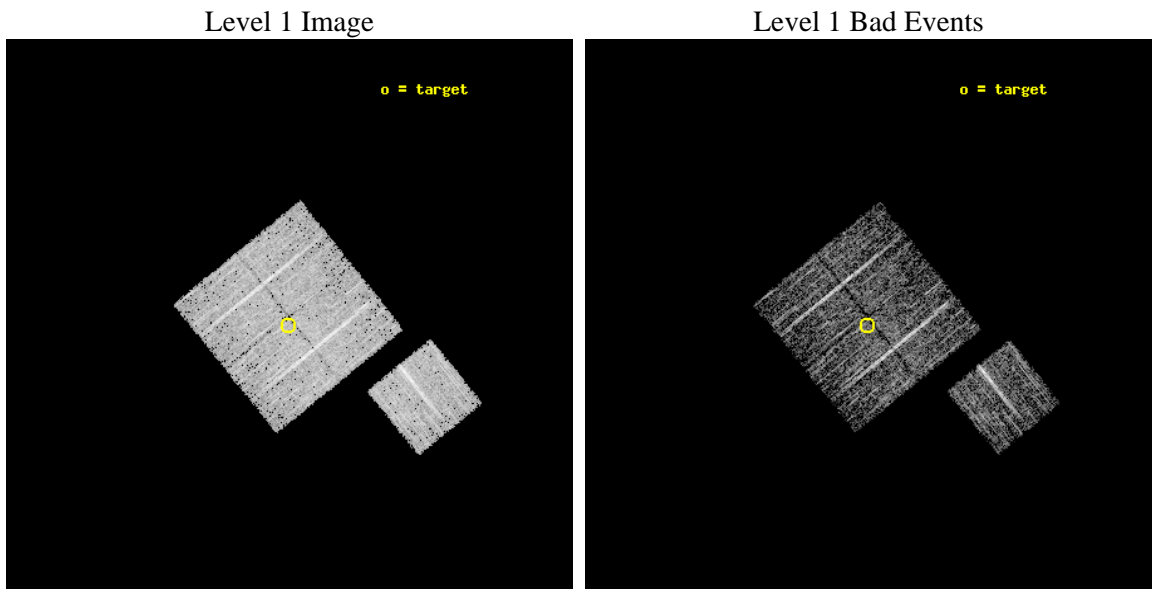 Level 1 Image
Level 1 Bad Events
o = target
o = target